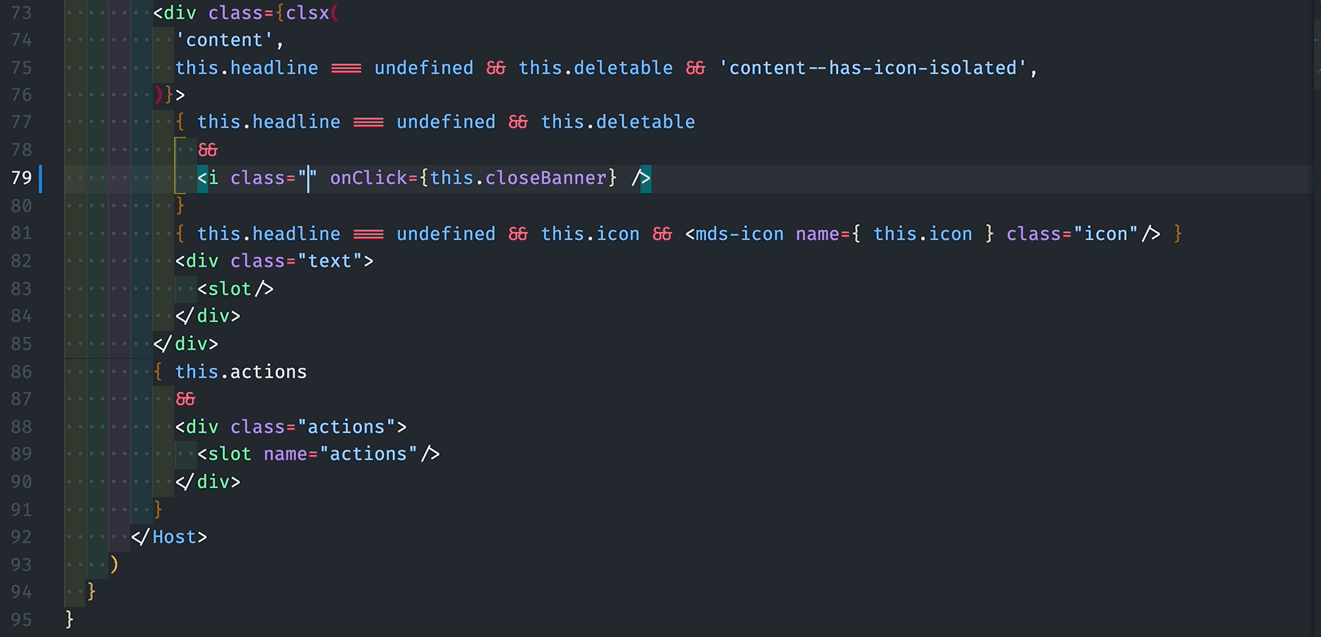 73 <div class={clsx(
74 'content',
75 this.headline === undefined && this.deletable && 'content--has-icon-isolated',
76 )}>
77 { this.headline === undefined && this.deletable
78 &&
79 <i class="" onClick={this.closeBanner} />
80 }
81 { this.headline === undefined && this.icon && <mds-icon name={ this.icon } class="icon"/> }
82 <div class="text">
83 <slot/>
84 </div>
85 </div>
86 { this.actions
87 &&
88 <div class="actions">
89 <slot name="actions"/>
90 </div>
91 }
92 </Host>
93 )
94 }
95 }